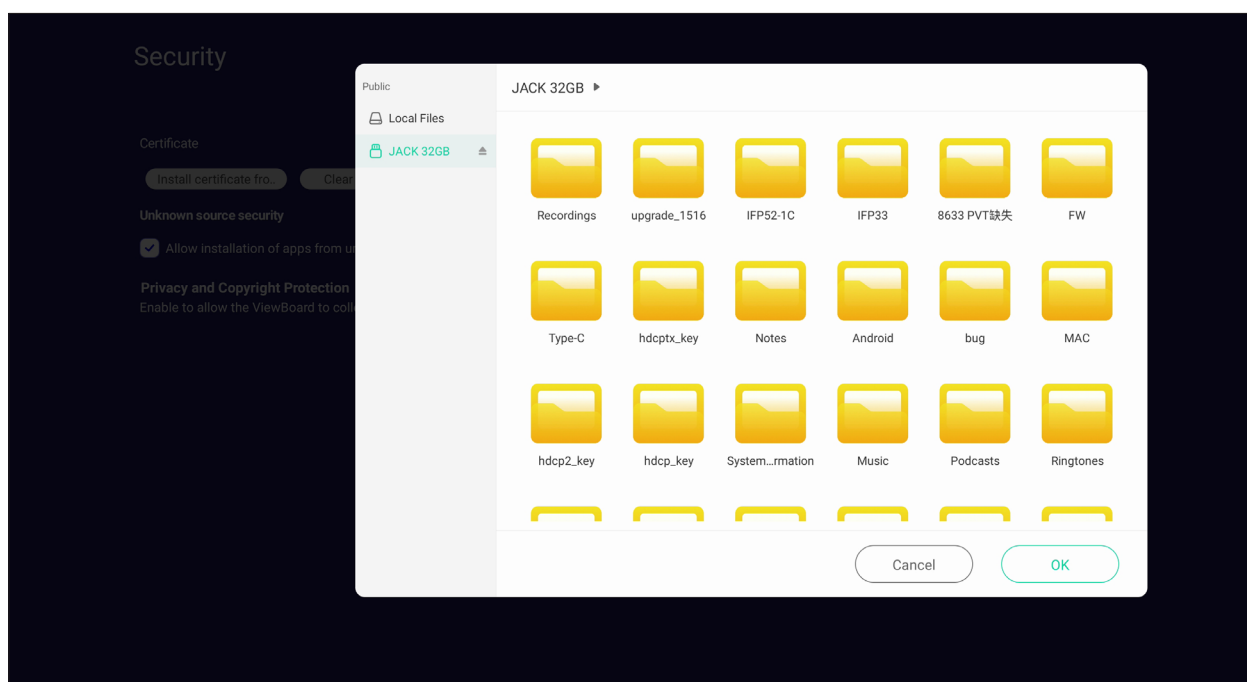 Security
Certificate
Install certificate fro..
Clear
Unknown source security
Allow installation of apps from un
Privacy and Copyright Protection
Enable to allow the ViewBoard to coll
Public
Local Files
JACK 32GB
JACK 32GB
Recordings
upgrade_1516
IFP52-1C
IFP33
8633 PVT缺失
FW
Type-C
hdcptx_key
Notes
Android
bug
MAC
hdcp2_key
hdcp_key
System...rmation
Music
Podcasts
Ringtones
Cancel
OK